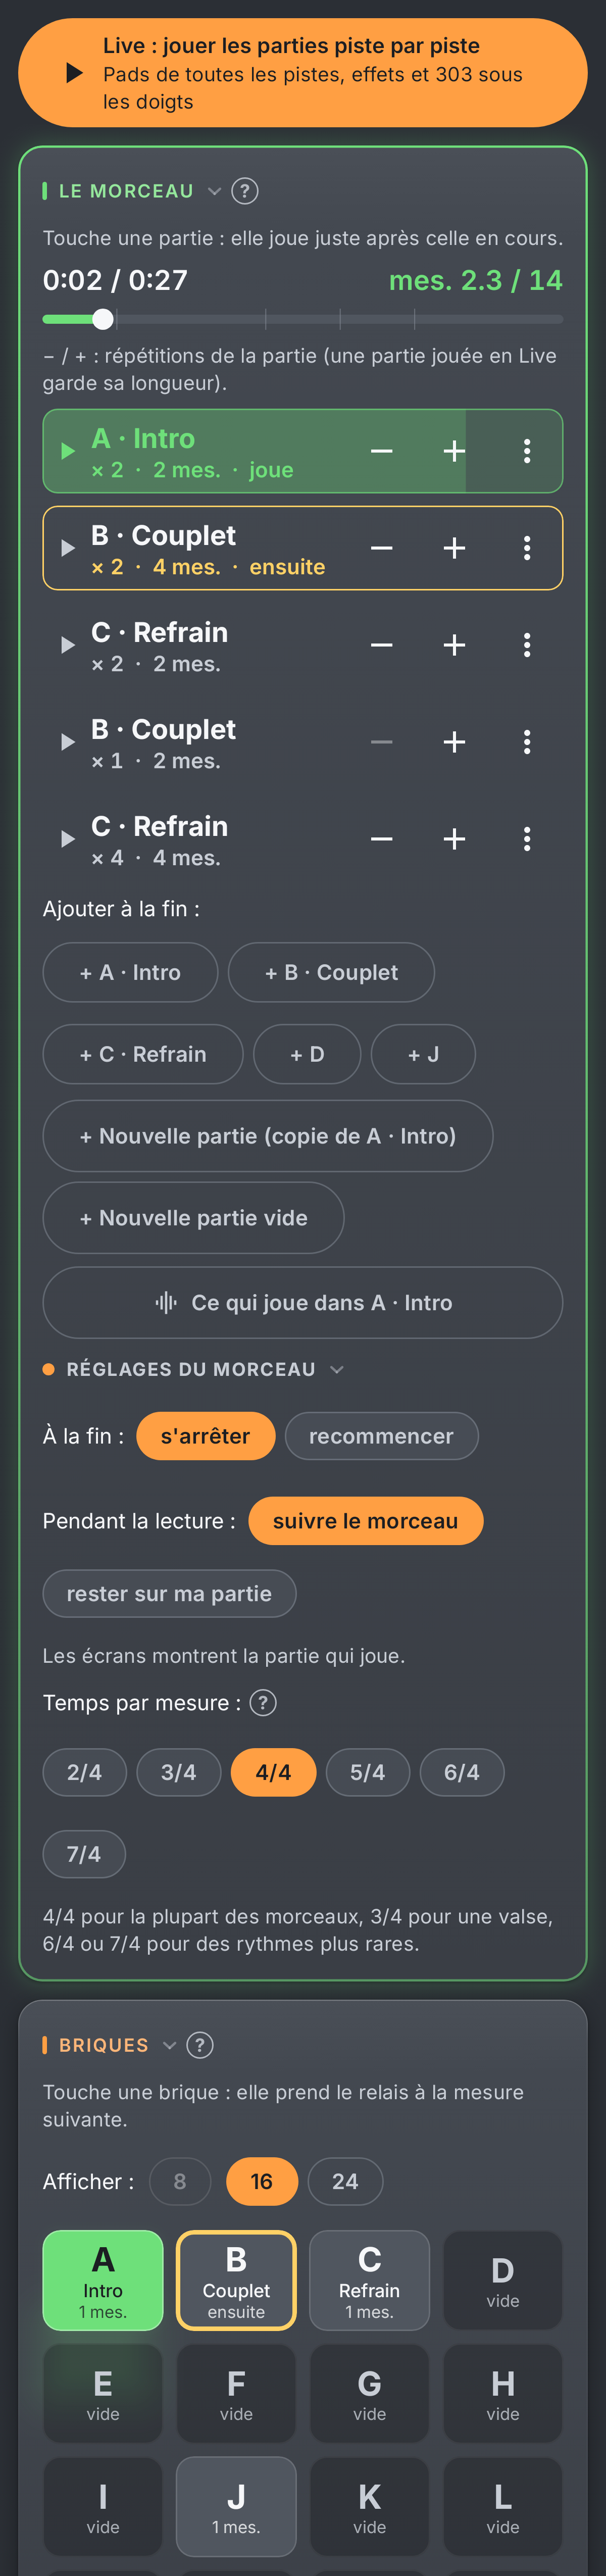 Live : jouer les parties piste par piste
Pads de toutes les pistes, effets et 303 sous
les doigts
LE MORCEAU ?
Touche une partie : elle joue juste après celle en cours.
0:02 / 0:27 mes. 2.3 / 14
− / + : répétitions de la partie (une partie jouée en Live
garde sa longueur).
A · Intro
× 2 · 2 mes. · joue
B · Couplet
× 2 · 4 mes. · ensuite
C · Refrain
× 2 · 2 mes.
B · Couplet
× 1 · 2 mes.
C · Refrain
× 4 · 4 mes.
Ajouter à la fin :
+ A · Intro + B · Couplet
+ C · Refrain + D + J
+ Nouvelle partie (copie de A · Intro)
+ Nouvelle partie vide
Ce qui joue dans A · Intro
RÉGLAGES DU MORCEAU
À la fin : s'arrêter recommencer
Pendant la lecture : suivre le morceau
rester sur ma partie
Les écrans montrent la partie qui joue.
Temps par mesure : ?
2/4 3/4 4/4 5/4 6/4
7/4
4/4 pour la plupart des morceaux, 3/4 pour une valse,
6/4 ou 7/4 pour des rythmes plus rares.
BRIQUES ?
Touche une brique : elle prend le relais à la mesure
suivante.
Afficher : 8 16 24
A B C D
Intro Couplet Refrain vide
1 mes. ensuite 1 mes.
E F G H
vide vide vide vide
I J K L
vide 1 mes. vide vide